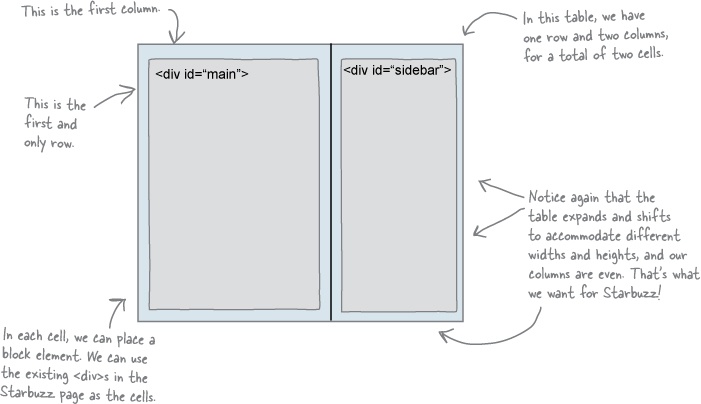 This is the first column.
In this table, we have
one row and two columns,
for a total of two cells.
<div id=“main”>
<div id=“sidebar”>
This is the
first and
only row.
Notice again that the
table expands and shifts
to accommodate different
widths and heights, and our
columns are even. That's what
we want for Starbuzz!
In each cell, we can place a
block element. We can use
the existing <div>s in the
Starbuzz page as the cells.